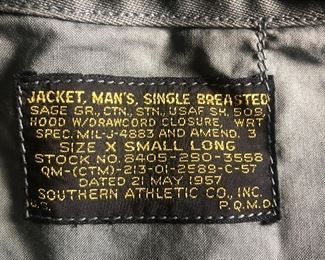 JACKET, MAN'S, SINGLE BREASTED
SAGE GR., CTN., STN., USAF SH. 509,
HOOD W/DRAWCORD CLOSURE, WRT
SPEC. MIL-J-4883 AND AMEND. 3
SIZE X SMALL LONG
STOCK NO. 8405-290-3558
QM-(CTM)-213-01-2589-C-57
DATED 21 MAY 1957
SOUTHERN ATHLETIC CO., INC.
P.Q.M.D.